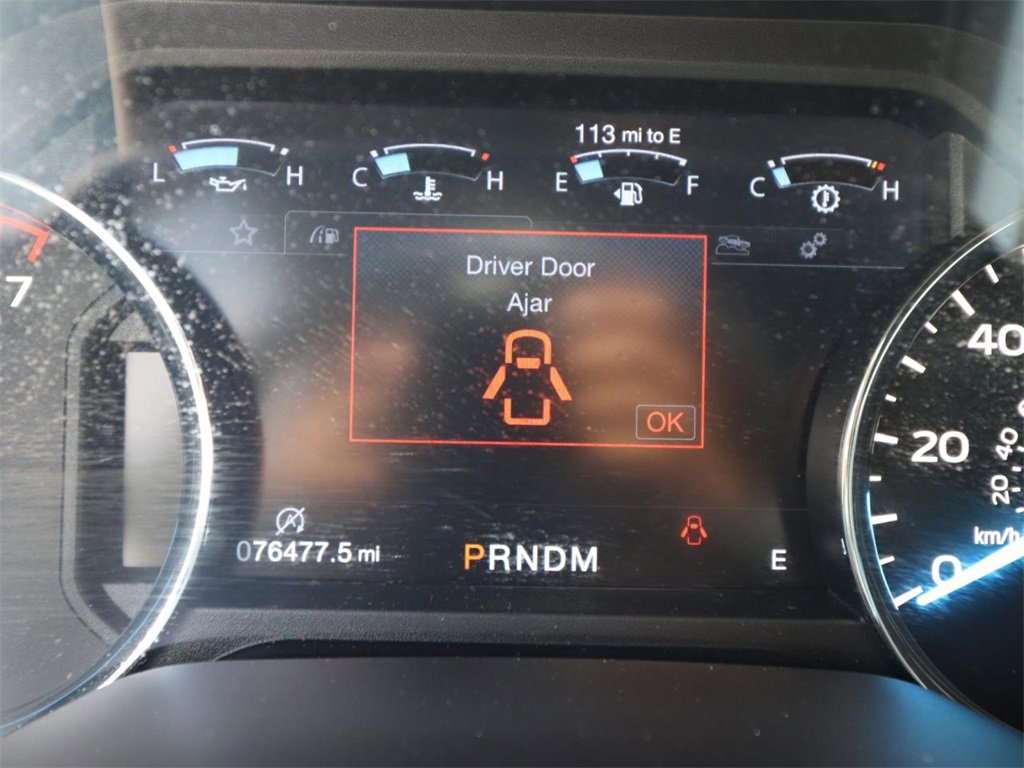 113 mi to E
L H
C H
E F
C H
7
Driver Door
Ajar
OK
40
20
0
40
20
km/h
A
076477.5 mi
PRNDM
E